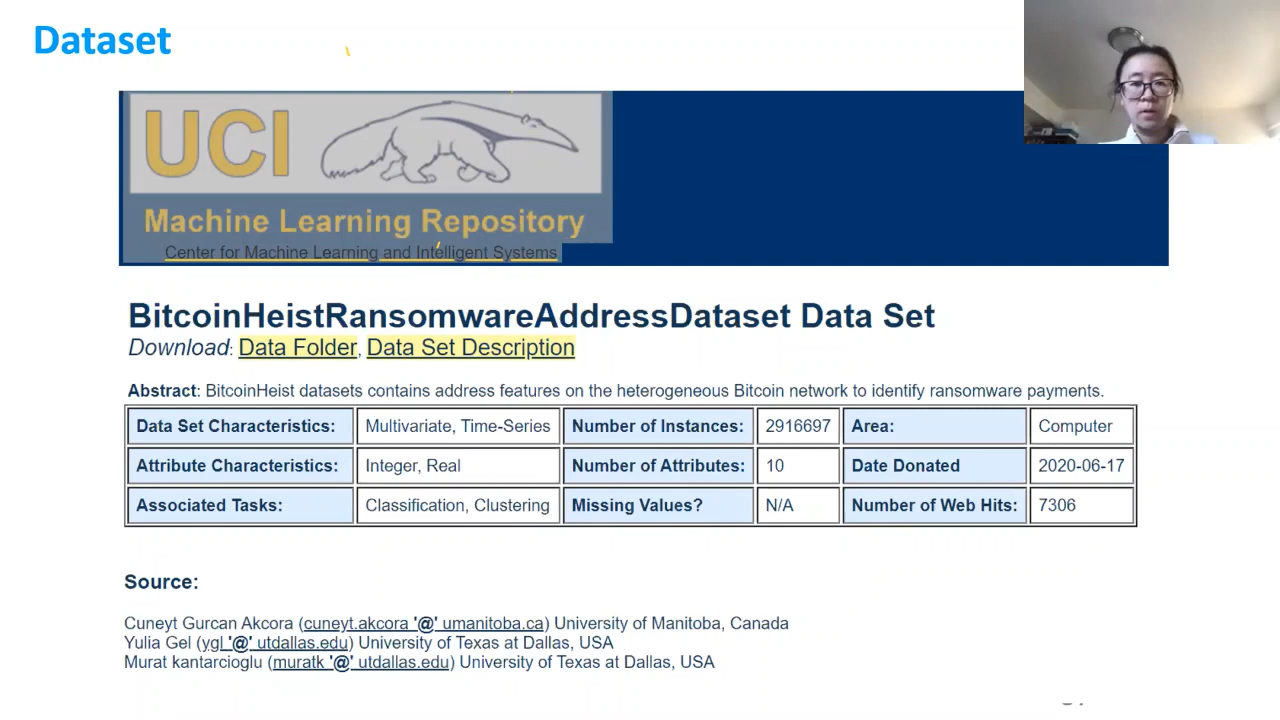 Dataset
UCI
Machine Learning Repository
Center for Machine Learning and Intelligent Systems
BitcoinHeistRansomwareAddressDataset Data Set
Download: Data Folder, Data Set Description
Abstract: BitcoinHeist datasets contains address features on the heterogeneous Bitcoin network to identify ransomware payments.
Data Set Characteristics: Multivariate, Time-Series Number of Instances: 2916697 Area: Computer
Attribute Characteristics: Integer, Real Number of Attributes: 10 Date Donated 2020-06-17
Associated Tasks: Classification, Clustering Missing Values? N/A Number of Web Hits: 7306
Source:
Cuneyt Gurcan Akcora (cuneyt.akcora '@' umanitoba.ca) University of Manitoba, Canada
Yulia Gel (ygl '@' utdallas.edu) University of Texas at Dallas, USA
Murat kantarcioglu (muratk '@' utdallas.edu) University of Texas at Dallas, USA